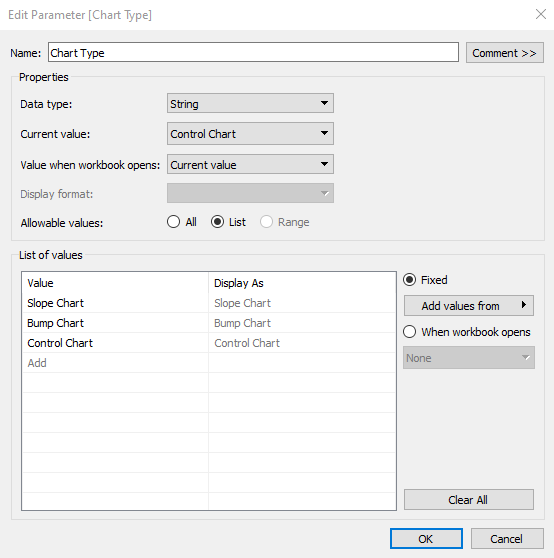 Edit Parameter [Chart Type]
Name: Chart Type Comment >>
Properties
Data type: String
Current value: Control Chart
Value when workbook opens: Current value
Display format:
Allowable values: All List Range
List of values
Value Display As Fixed
Slope Chart Slope Chart Add values from
Bump Chart Bump Chart When workbook opens
Control Chart Control Chart None
Add
Clear All
OK Cancel